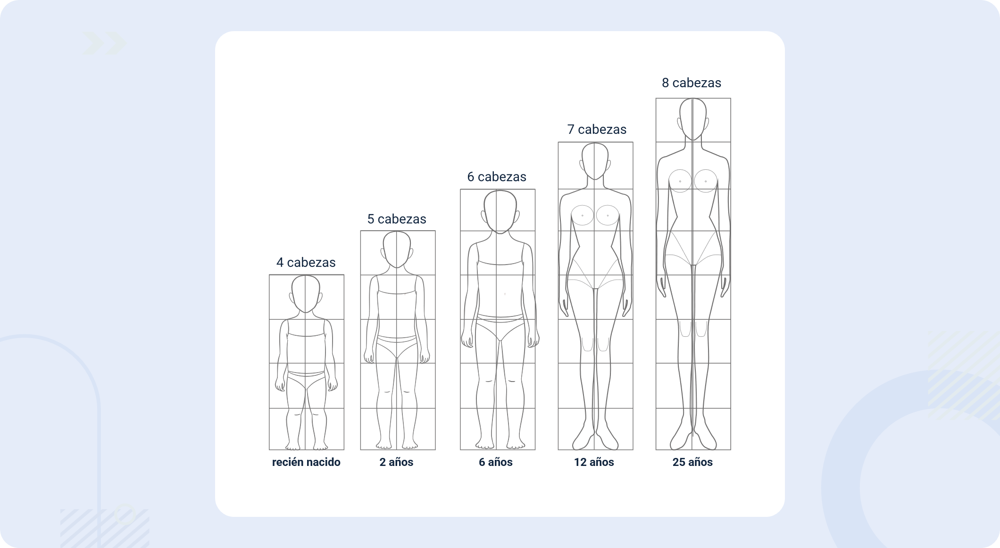 8 cabezas
7 cabezas
6 cabezas
5 cabezas
4 cabezas
recién nacido
2 años
6 años
12 años
25 años